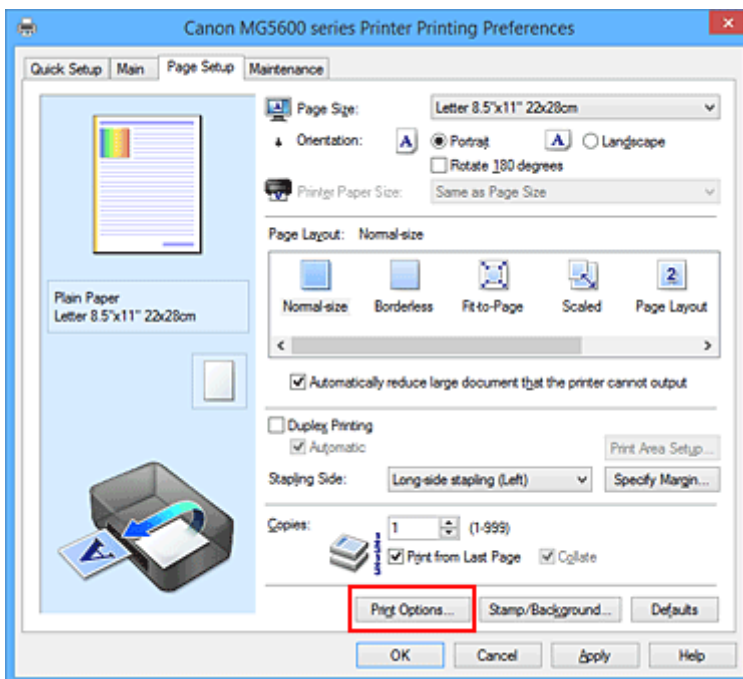 Canon MG5600 series Printer Printing Preferences
Quick Setup Main Page Setup Maintenance
Page Size: Letter 8.5"x11" 22x28cm
Orientation: A Portrait A Landscape
Rotate 180 degrees
Printer Paper Size: Same as Page Size
Page Layout: Normal-size
Normal-size Borderless Fit-to-Page Scaled Page Layout
Plain Paper
Letter 8.5"x11" 22x28cm
Automatically reduce large document that the printer cannot output
Duplex Printing
Automatic Print Area Setup...
Stapling Side: Long-side stapling (Left) Specify Margin...
Copies: 1 (1-999)
Print from Last Page Collate
Print Options... Stamp/Background... Defaults
OK Cancel Apply Help